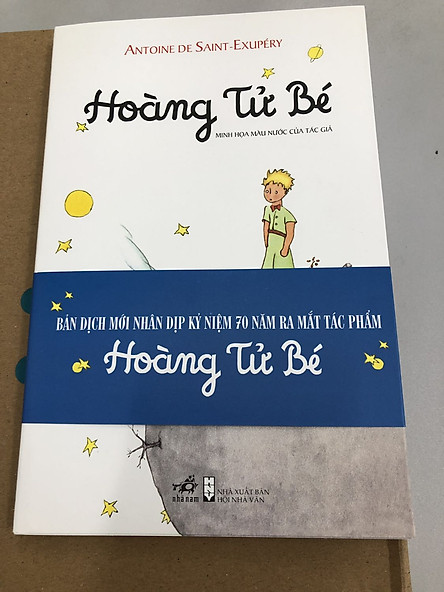 ANTOINE DE SAINT-EXUPÉRY
Hoàng Tử Bé
MINH HỌA MÀU NƯỚC CỦA TÁC GIẢ
BẢN DỊCH MỚI NHÂN DỊP KỶ NIỆM 70 NĂM RA MẮT TÁC PHẨM
Hoàng Tử Bé
nhã nam
NHÀ XUẤT BẢN
HỘI NHÀ VĂN